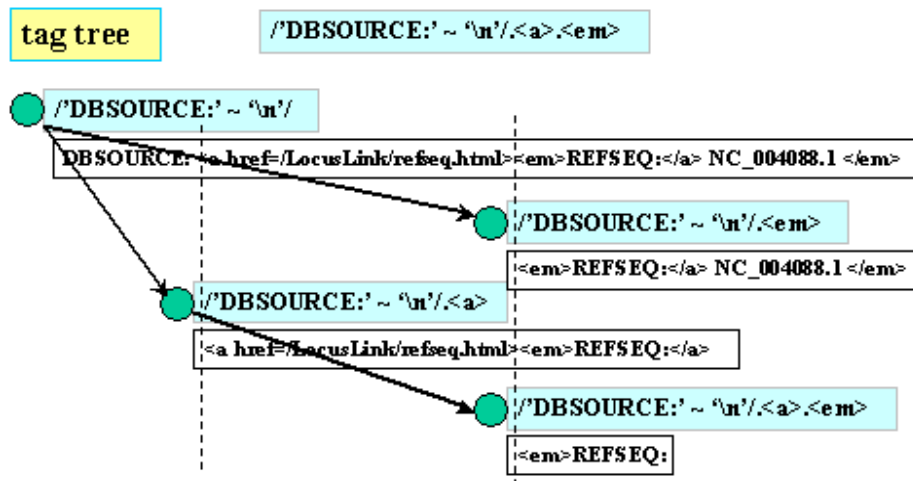 tag tree
/’DBSOURCE:’ ~ ‘\n’/.<a>.<em>
/’DBSOURCE:’ ~ ‘\n’/
DBSOURCE: <a href=/LocusLink/refseq.html><em>REFSEQ:</a> NC_004088.1 </em>
/’DBSOURCE:’ ~ ‘\n’/.<em>
<em>REFSEQ:</a> NC_004088.1 </em>
/’DBSOURCE:’ ~ ‘\n’/.<a>
<a href=/LocusLink/refseq.html><em>REFSEQ:</a>
/’DBSOURCE:’ ~ ‘\n’/.<a>.<em>
<em>REFSEQ: